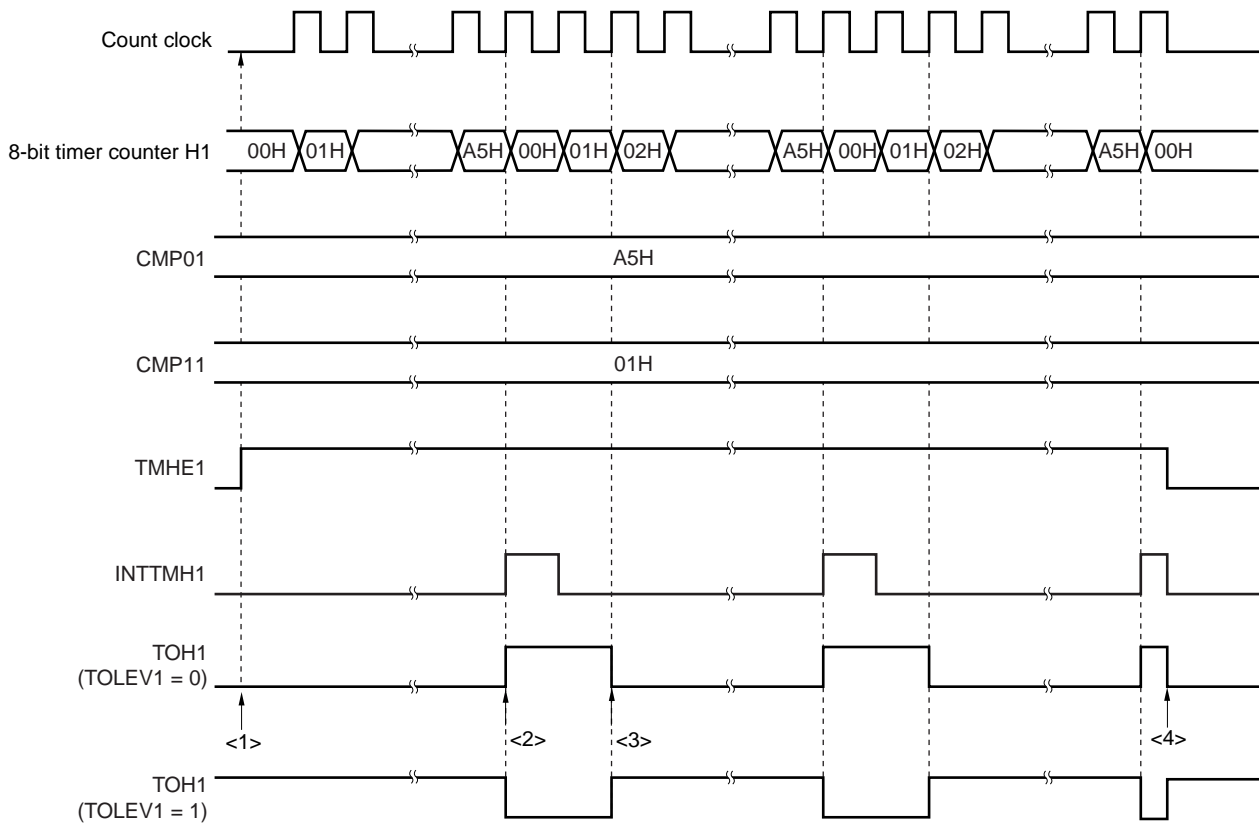 Count clock
8-bit timer counter H1
00H 01H A5H 00H 01H 02H A5H 00H 01H 02H A5H 00H
CMP01
A5H
CMP11
01H
TMHE1
INTTMH1
TOH1
(TOLEV1 = 0)
<1> <2> <3> <4>
TOH1
(TOLEV1 = 1)